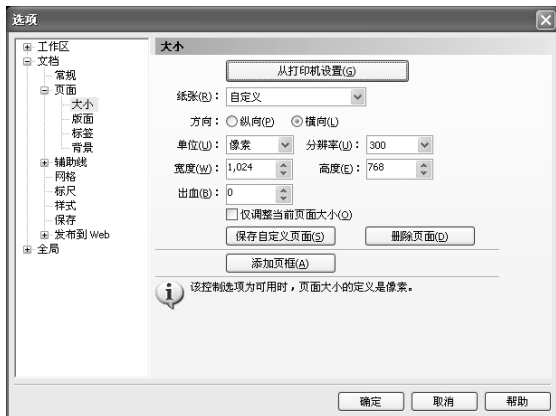 选项
工作区
文档
常规
页面
大小
版面
标签
背景
辅助线
网格
标尺
样式
保存
发布到 Web
全局
大小
从打印机设置(G)
纸张(R): 自定义
方向: 纵向(P) 横向(L)
单位(U): 像素 分辨率(U): 300
宽度(W): 1,024 高度(E): 768
出血(B): 0
仅调整当前页面大小(O)
保存自定义页面(S) 删除页面(D)
添加页框(A)
该控制选项为可用时，页面大小的定义是像素。
确定 取消 帮助